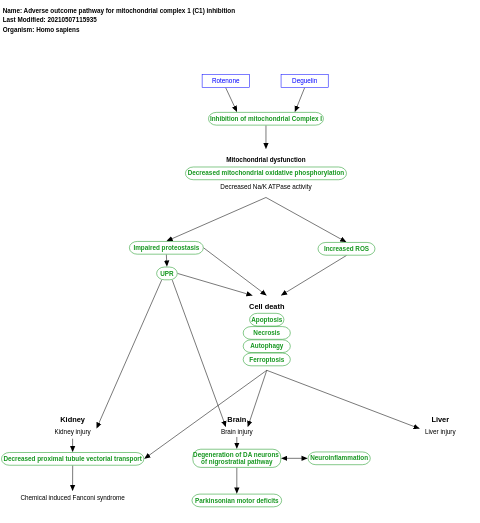 Name: Adverse outcome pathway for mitochondrial complex 1 (C1) inhibition
Last Modified: 20210507115935
Organism: Homo sapiens
Rotenone
Deguelin
Inhibition of mitochondrial Complex I
Mitochondrial dysfunction
Decreased mitochondrial oxidative phosphorylation
Decreased Na/K ATPase activity
Impaired proteostasis
Increased ROS
UPR
Cell death
Apoptosis
Necrosis
Autophagy
Ferroptosis
Kidney
Brain
Liver
Kidney injury
Brain injury
Liver injury
Decreased proximal tubule vectorial transport
Degeneration of DA neurons
of nigrostratial pathway
Neuroinflammation
Chemical induced Fanconi syndrome
Parkinsonian motor deficits